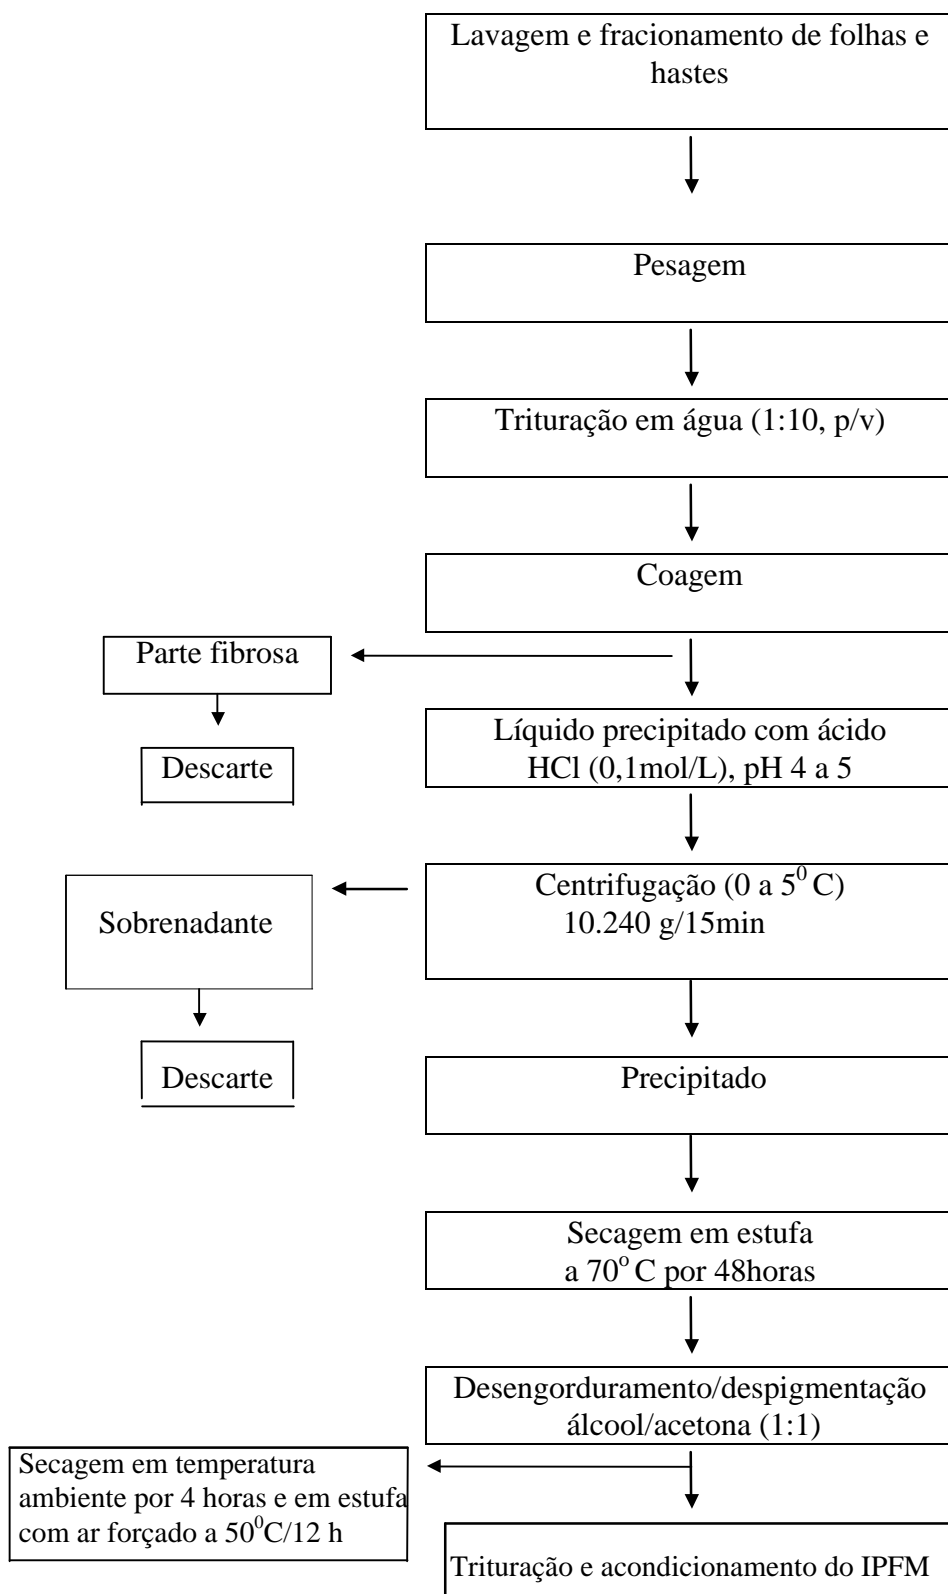 Lavagem e fracionamento de folhas e
hastes
Pesagem
Trituração em água (1:10, p/v)
Coagem
Parte fibrosa
Descarte
Líquido precipitado com ácido
HCl (0,1mol/L), pH 4 a 5
Centrifugação (0 a 5⁰ C)
10.240 g/15min
Sobrenadante
Descarte
Precipitado
Secagem em estufa
a 70º C por 48horas
Desengorduramento/despigmentação
álcool/acetona (1:1)
Secagem em temperatura
ambiente por 4 horas e em estufa
com ar forçado a 50⁰C/12 h
Trituração e acondicionamento do IPFM